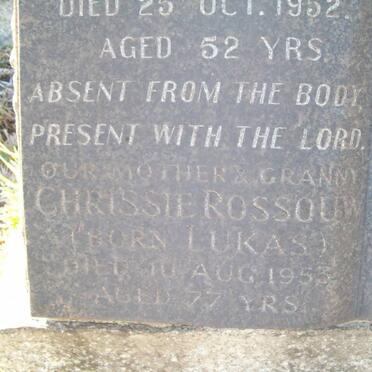 DIED 25 OCT. 1952.
AGED 52 YRS.
ABSENT FROM THE BODY,
PRESENT WITH THE LORD.
OUR MOTHER & GRANNY
CHRISSIE ROSSOUW
(BORN LUKAS)
DIED 10 AUG. 1953
AGED 77 YRS.